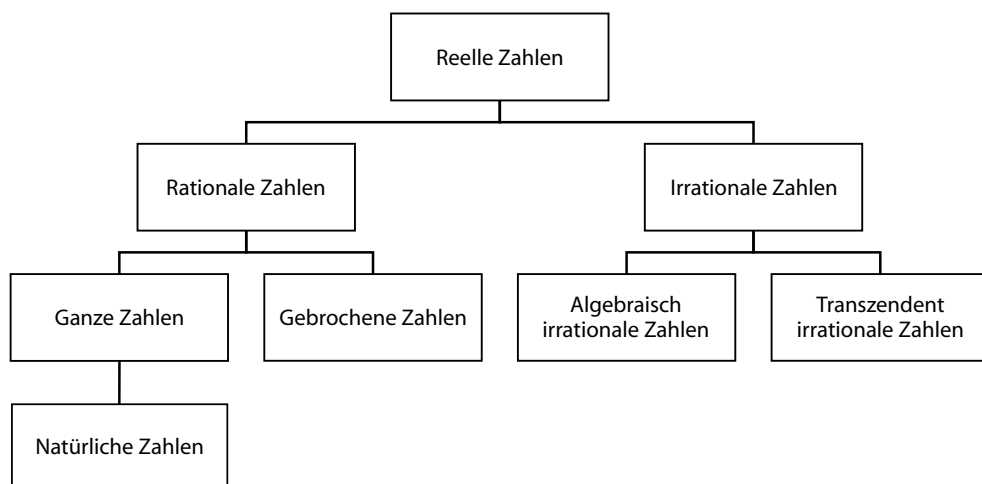 Reelle Zahlen
Rationale Zahlen
Irrationale Zahlen
Ganze Zahlen
Gebrochene Zahlen
Algebraisch
irrationale Zahlen
Transzendent
irrationale Zahlen
Natürliche Zahlen